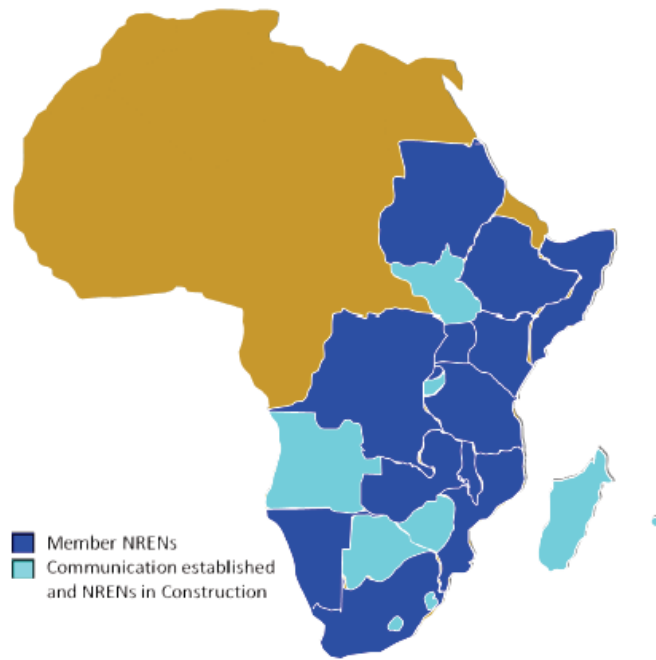 Member NRENs
Communication established
and NRENs in Construction